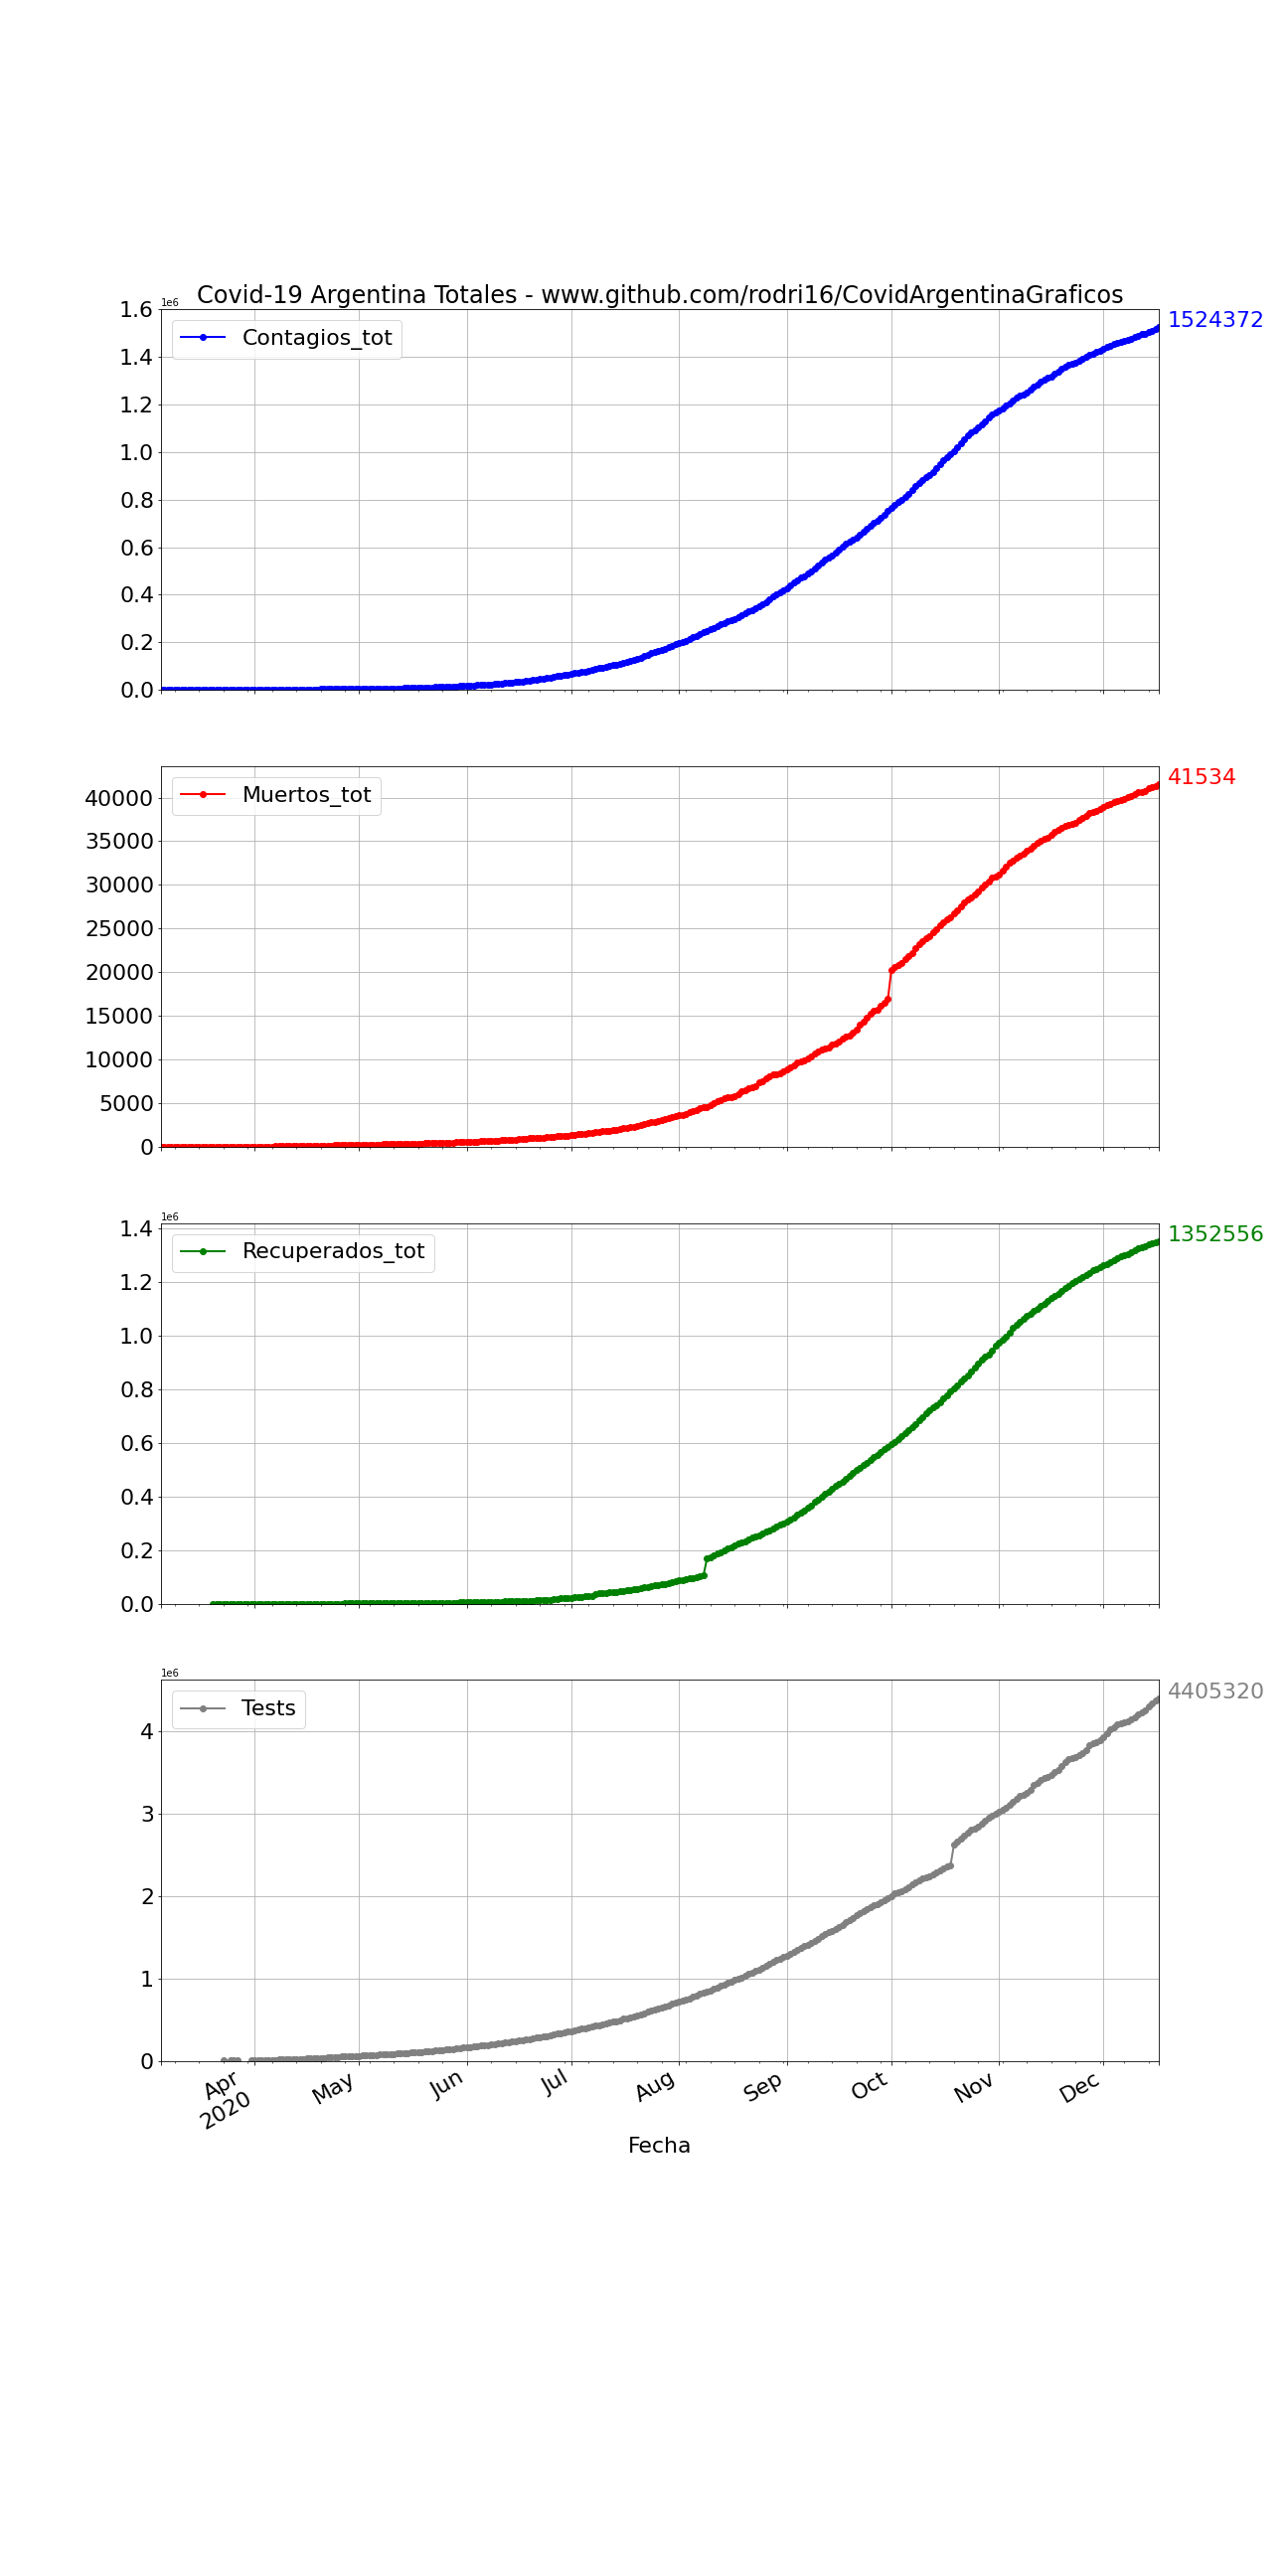 Covid-19 Argentina Totales - www.github.com/rodri16/CovidArgentinaGraficos
1e6
1.6
1.4
1.2
1.0
0.8
0.6
0.4
0.2
0.0
Contagios_tot
1524372
40000
35000
30000
25000
20000
15000
10000
5000
0
Muertos_tot
41534
1e6
1.4
1.2
1.0
0.8
0.6
0.4
0.2
0.0
Recuperados_tot
1352556
1e6
4
3
2
1
0
Tests
4405320
Apr
2020
May
Jun
Jul
Aug
Sep
Oct
Nov
Dec
Fecha